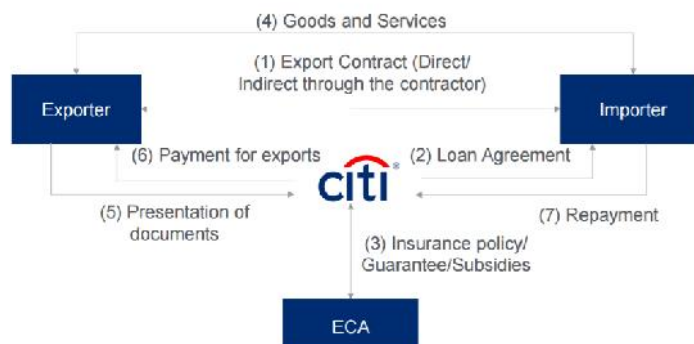 (4) Goods and Services
(1) Export Contract (Direct/
Indirect through the contractor)
Exporter
Importer
(6) Payment for exports
(2) Loan Agreement
citi®
(5) Presentation of
documents
(7) Repayment
(3) Insurance policy/
Guarantee/Subsidies
ECA